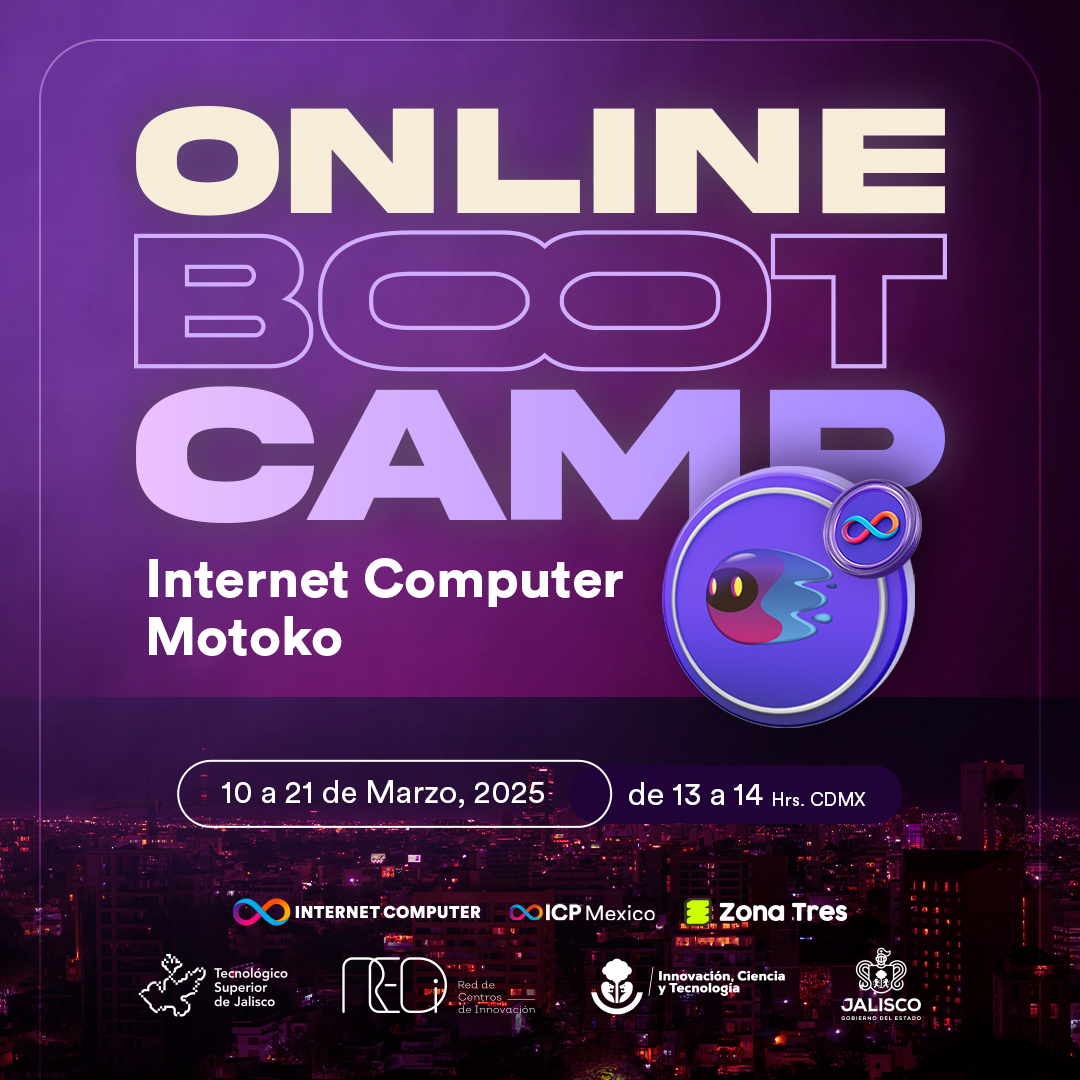 ONLINE
BOOT
CAMP
Internet Computer
Motoko
10 a 21 de Marzo, 2025
de 13 a 14 Hrs. CDMX
INTERNET COMPUTER
ICP Mexico
Zona Tres
Tecnológico
Superior
de Jalisco
REDi
Red de
Centros
de Innovación
Innovación, Ciencia
y Tecnología
JALISCO
GOBIERNO DEL ESTADO